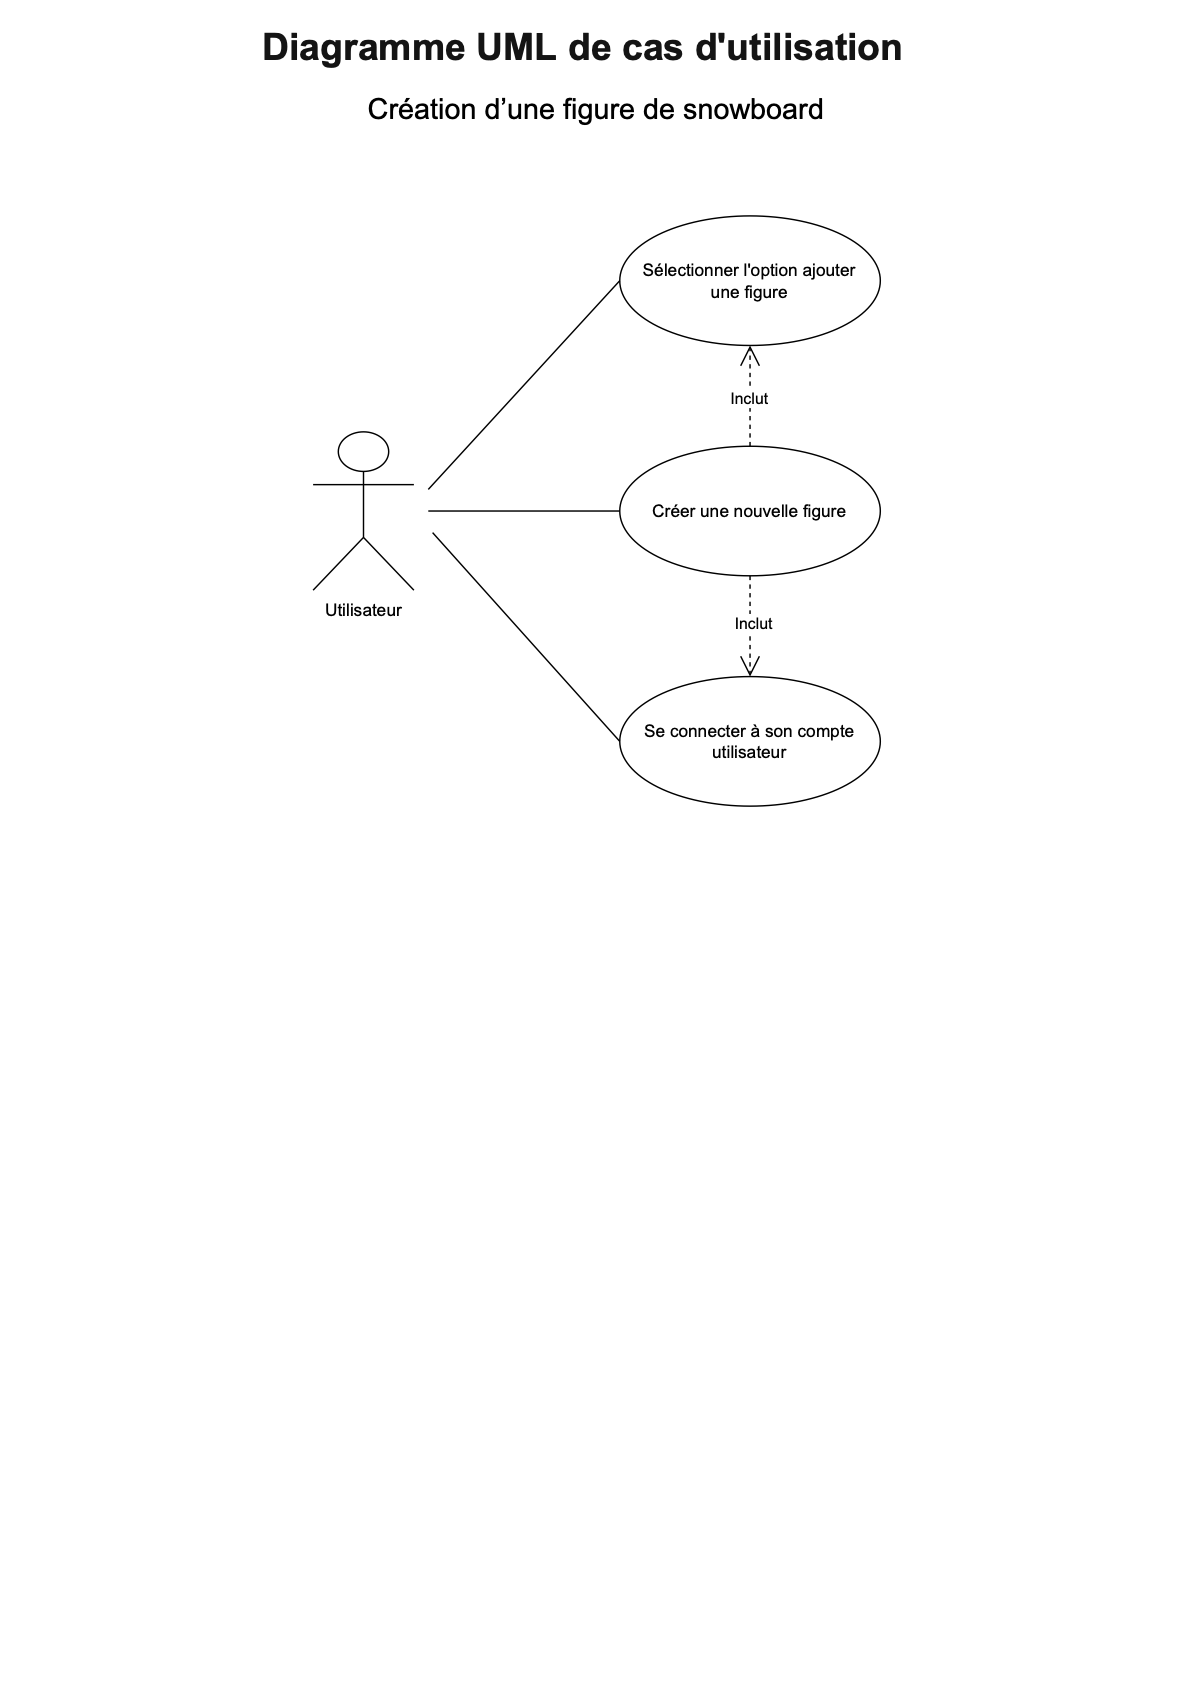 Diagramme UML de cas d'utilisation
Création d’une figure de snowboard
Sélectionner l'option ajouter
une figure
Inclut
Créer une nouvelle figure
Utilisateur
Inclut
Se connecter à son compte
utilisateur